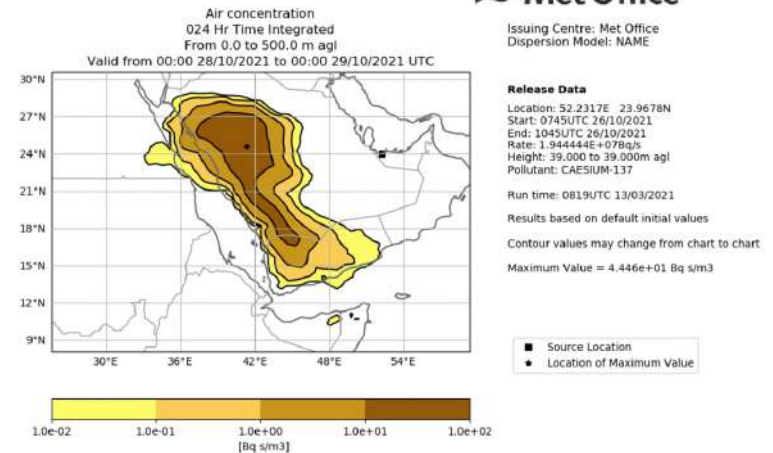 Met Office
Air concentration
024 Hr Time Integrated
From 0.0 to 500.0 m agl
Valid from 00:00 28/10/2021 to 00:00 29/10/2021 UTC
Issuing Centre: Met Office
Dispersion Model: NAME
30°N
27°N
24°N
21°N
18°N
15°N
12°N
9°N
30°E
36°E
42°E
48°E
54°E
Release Data
Location: 52.2317E 23.9678N
Start: 0745UTC 26/10/2021
End: 1045UTC 26/10/2021
Rate: 1.944444E+07Bq/s
Height: 39.000 to 39.000m agl
Pollutant: CAESIUM-137
Run time: 0819UTC 13/03/2021
Results based on default initial values
Contour values may change from chart to chart
Maximum Value = 4.446e+01 Bq s/m3
Source Location
Location of Maximum Value
1.0e-02
1.0e-01
1.0e+00
1.0e+01
1.0e+02
[Bq s/m3]